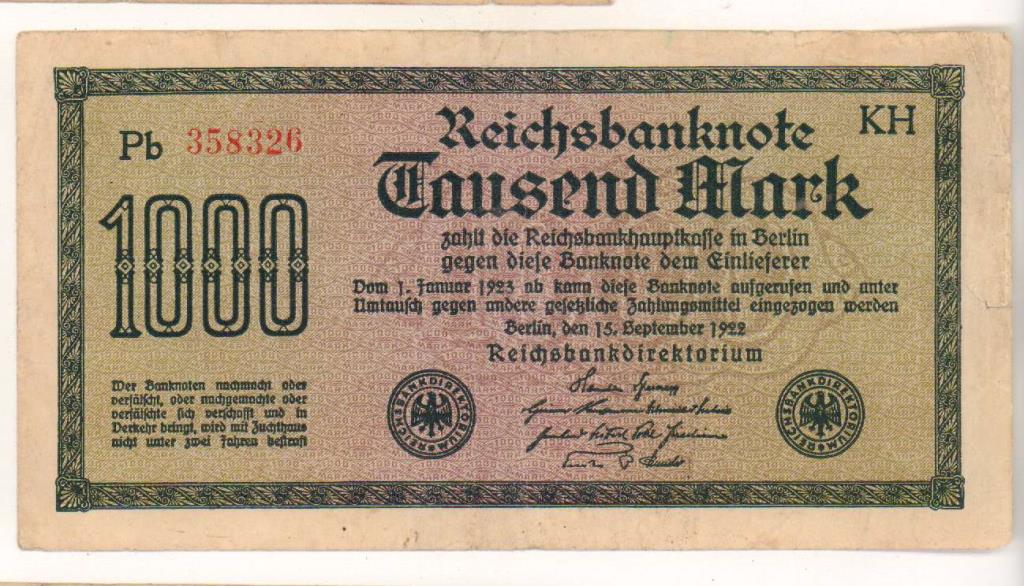 Pb 358326
KH
Reichsbanknote
Tausend Mark
1000
zahlt die Reichsbankhauptkasse in Berlin
gegen diese Banknote dem Einlieferer
Vom 1. Januar 1923 ab kann diese Banknote aufgerufen und unter
Umtausch gegen andere gesetzliche Zahlungsmittel eingezogen werden
Berlin, den 15. September 1922
Reichsbankdirektorium
Wer Banknoten nachmacht oder
verfälscht, oder nachgemachte oder
verfälschte sich verschafft und in
Verkehr bringt, wird mit Zuchthaus
nicht unter zwei Jahren bestraft
REICHSBANKDIREKTORIUM
REICHSBANKDIREKTORIUM